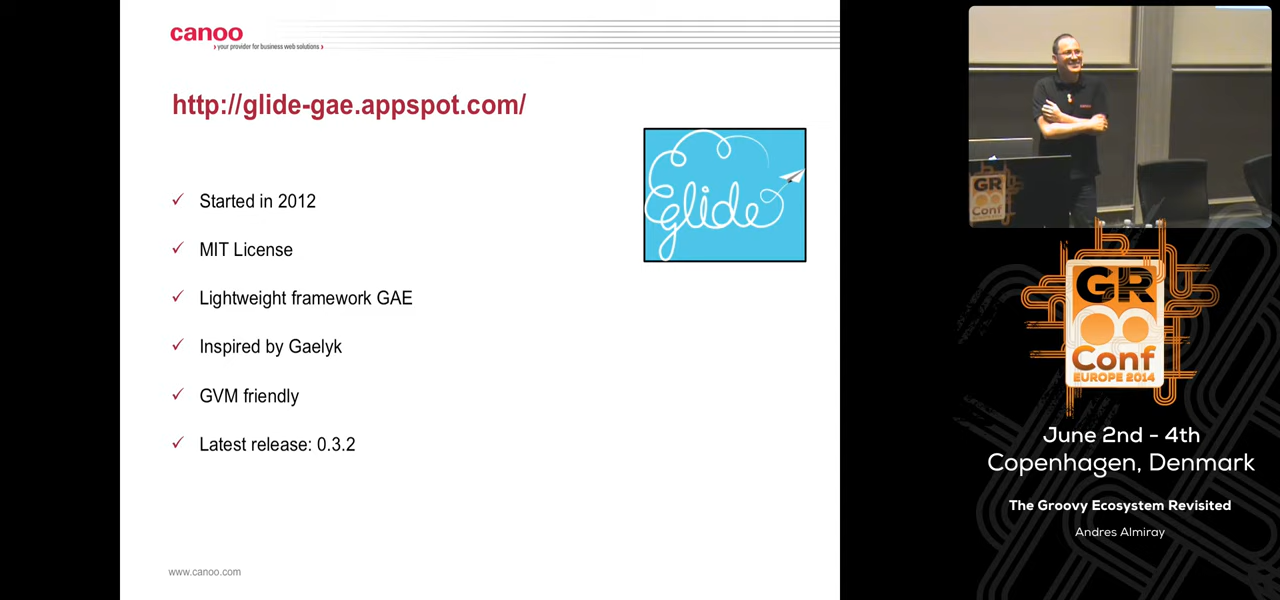 canoo
› your provider for business web solutions ›
http://glide-gae.appspot.com/
glide
✓ Started in 2012
✓ MIT License
✓ Lightweight framework GAE
✓ Inspired by Gaelyk
✓ GVM friendly
✓ Latest release: 0.3.2
www.canoo.com
GR
Conf
GR8
Conf
EUROPE 2014
June 2nd - 4th
Copenhagen, Denmark
The Groovy Ecosystem Revisited
Andres Almiray